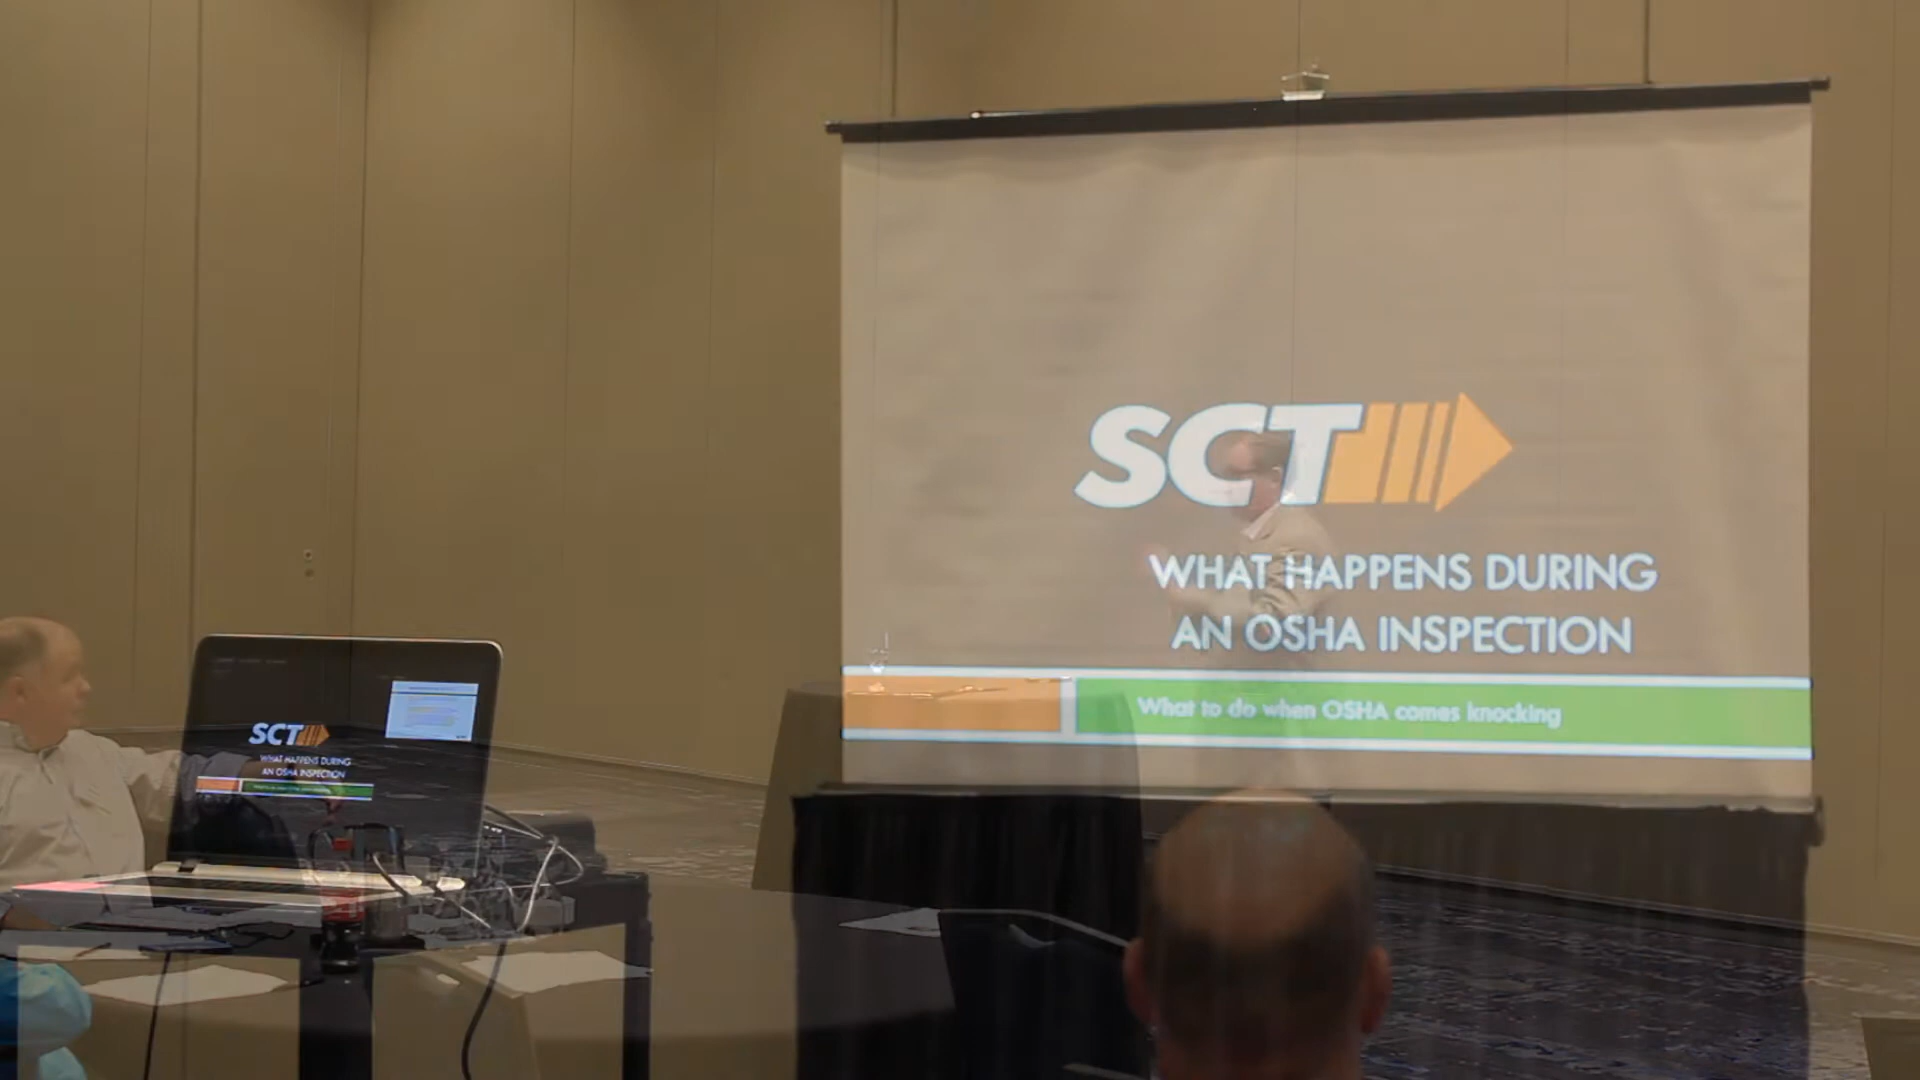 SCT
WHAT HAPPENS DURING
AN OSHA INSPECTION
What to do when OSHA comes knocking
SCT
WHAT HAPPENS DURING
AN OSHA INSPECTION